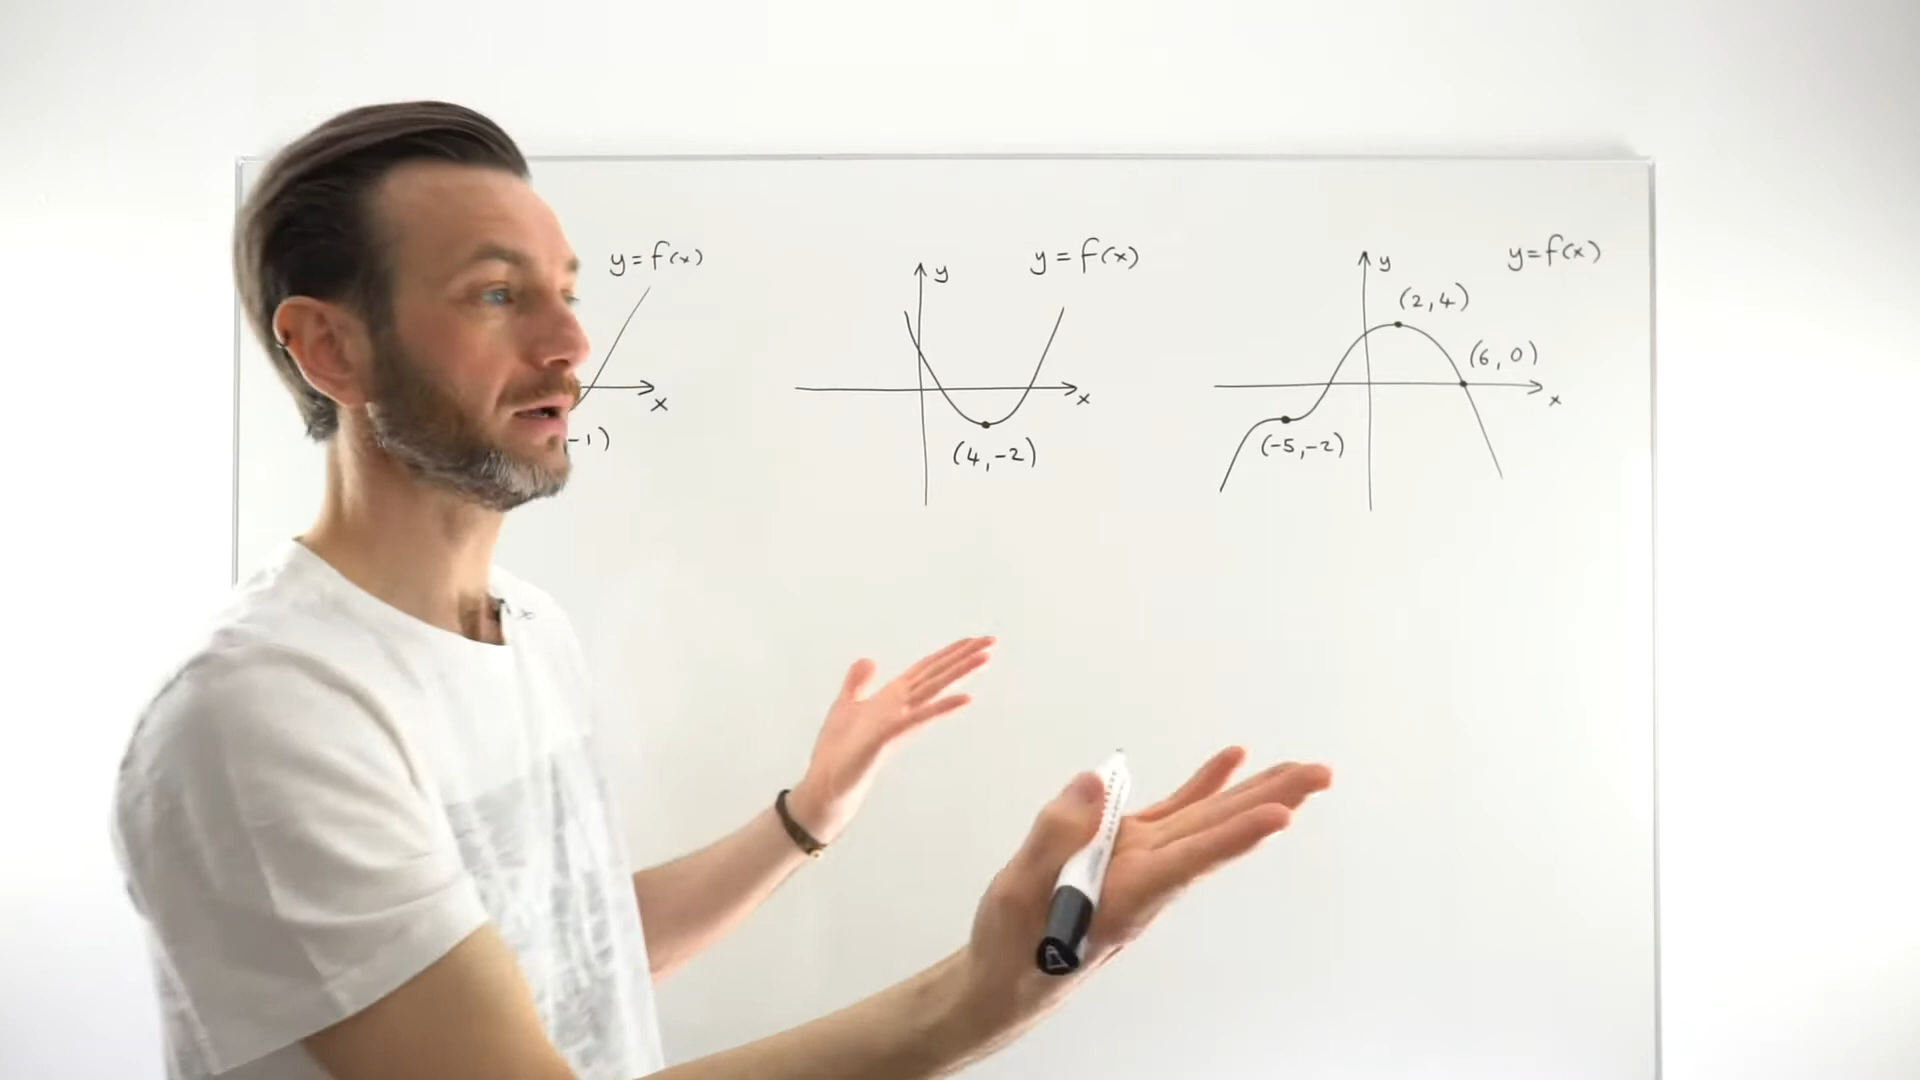 y = f(x)
x
-1)
y
y = f(x)
x
(4,-2)
y
y=f(x)
(2,4)
(6,0)
x
(-5,-2)